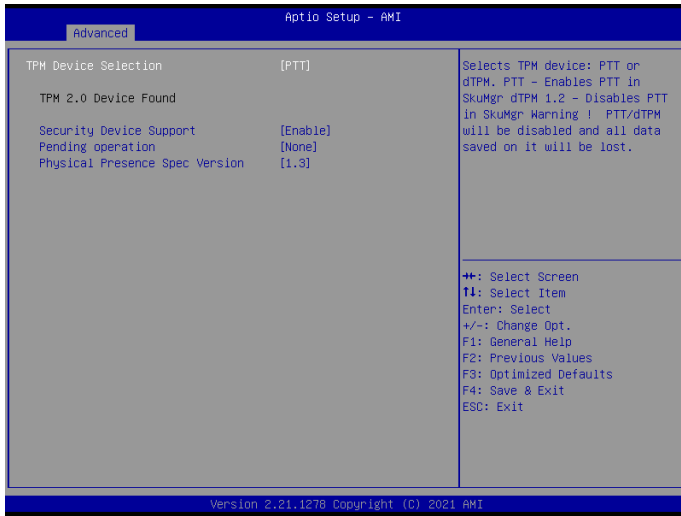 Aptio Setup – AMI
Advanced
TPM Device Selection [PTT]
TPM 2.0 Device Found
Security Device Support [Enable]
Pending operation [None]
Physical Presence Spec Version [1.3]
Selects TPM device: PTT or
dTPM. PTT – Enables PTT in
SkuMgr dTPM 1.2 – Disables PTT
in SkuMgr Warning ! PTT/dTPM
will be disabled and all data
saved on it will be lost.
→←: Select Screen
↑↓: Select Item
Enter: Select
+/-: Change Opt.
F1: General Help
F2: Previous Values
F3: Optimized Defaults
F4: Save & Exit
ESC: Exit
Version 2.21.1278 Copyright (C) 2021 AMI